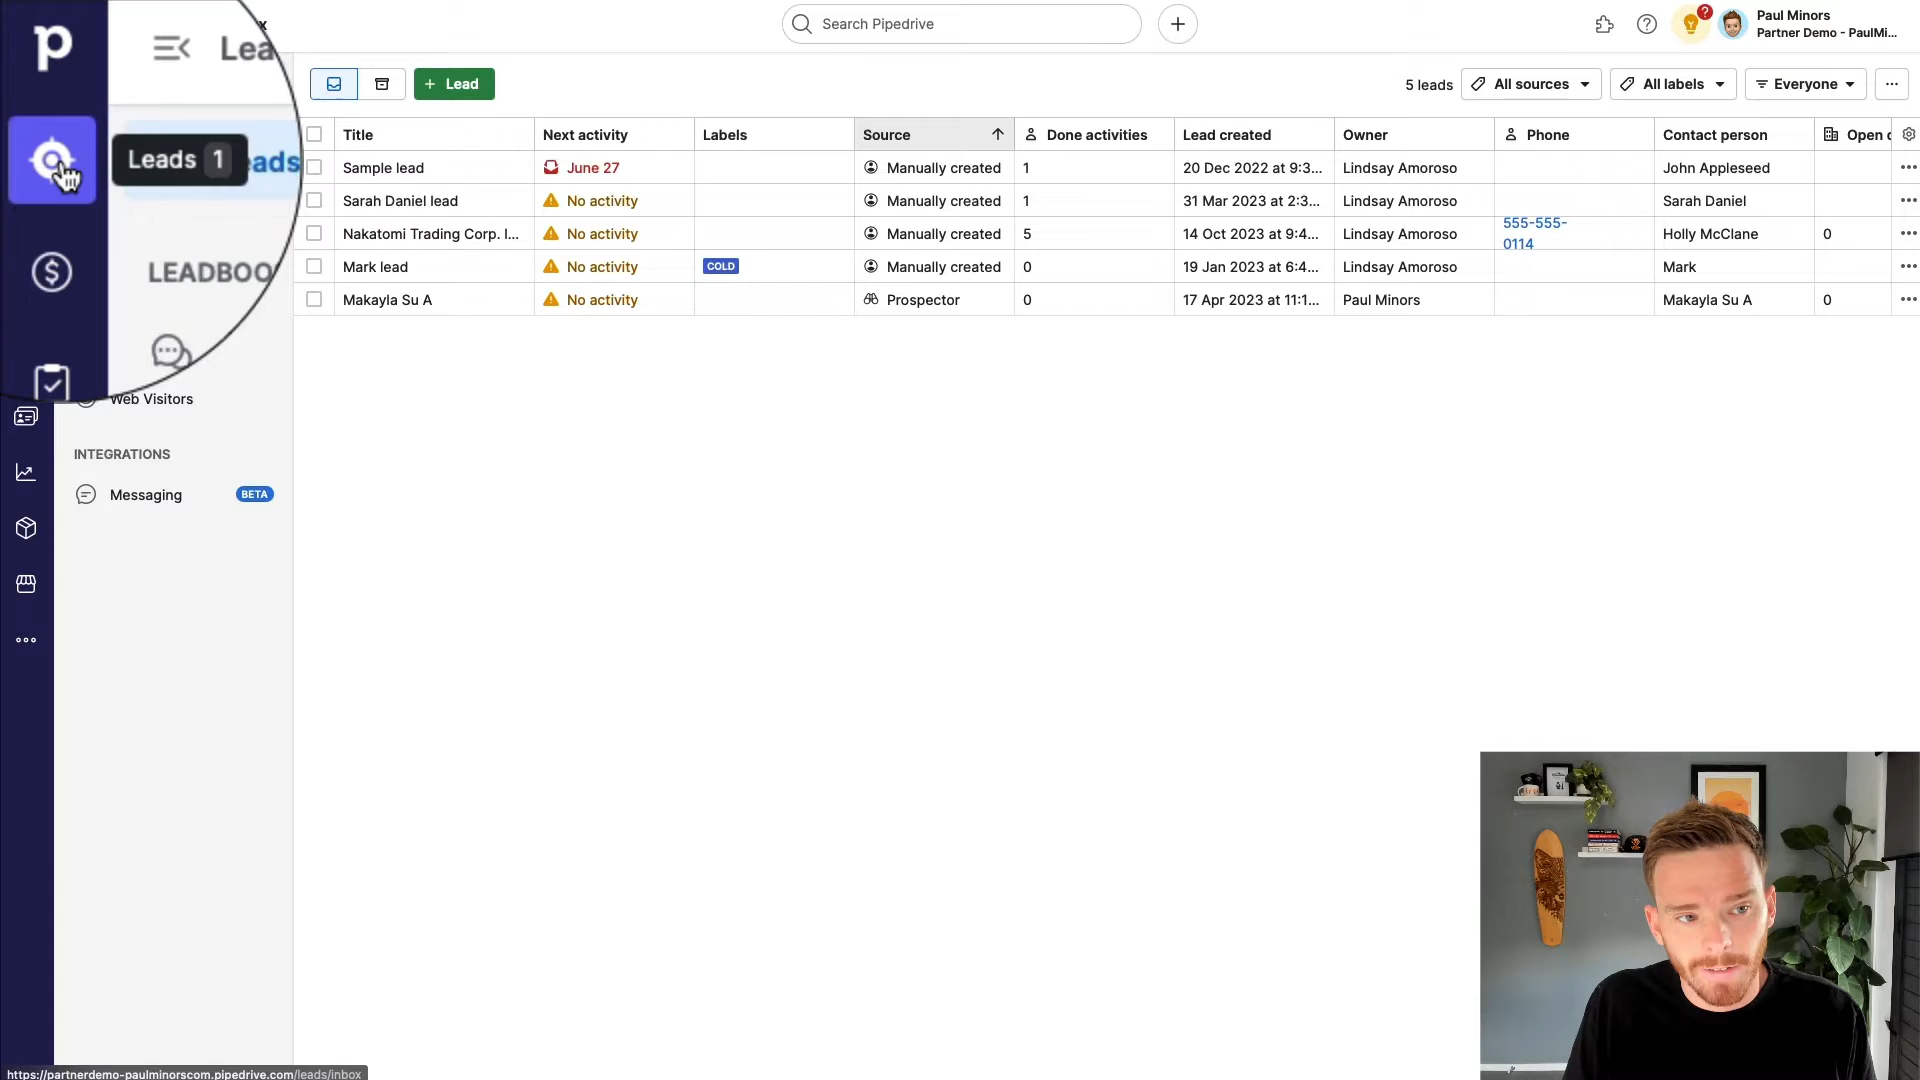 p
Lea
x
Search Pipedrive
?
Paul Minors
Partner Demo - PaulMi...
+ Lead
5 leads
All sources
All labels
Everyone
Leads 1
eads
LEADBOO
Web Visitors
INTEGRATIONS
Messaging BETA
Title Next activity Labels Source Done activities Lead created Owner Phone Contact person Open
Sample lead June 27 Manually created 1 20 Dec 2022 at 9:3... Lindsay Amoroso John Appleseed
Sarah Daniel lead No activity Manually created 1 31 Mar 2023 at 2:3... Lindsay Amoroso Sarah Daniel
Nakatomi Trading Corp. l... No activity Manually created 5 14 Oct 2023 at 9:4... Lindsay Amoroso 555-555-0114 Holly McClane 0
Mark lead No activity COLD Manually created 0 19 Jan 2023 at 6:4... Lindsay Amoroso Mark
Makayla Su A No activity Prospector 0 17 Apr 2023 at 11:1... Paul Minors Makayla Su A 0
https://partnerdemo-paulminorscom.pipedrive.com/leads/inbox